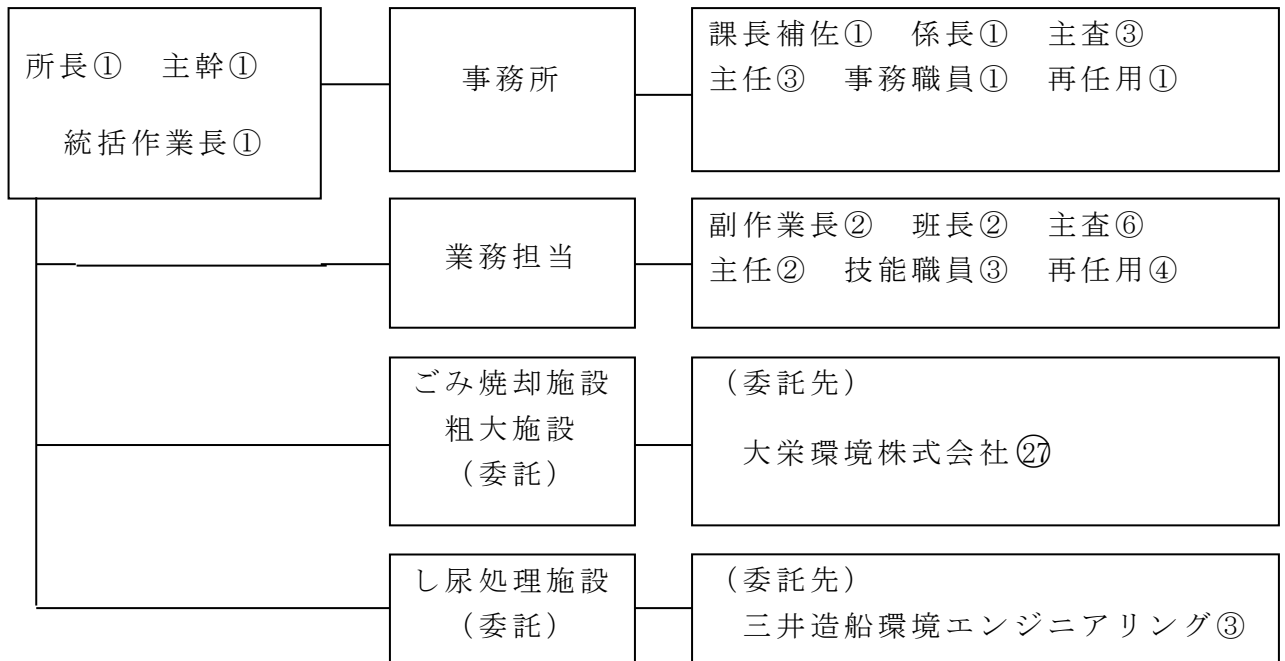 所長① 主幹①
統括作業長①
事務所
課長補佐① 係長① 主査③
主任③ 事務職員① 再任用①
業務担当
副作業長② 班長② 主査⑥
主任② 技能職員③ 再任用④
ごみ焼却施設
粗大施設
（委託）
（委託先）
大栄環境株式会社㉗
し尿処理施設
（委託）
（委託先）
三井造船環境エンジニアリング③